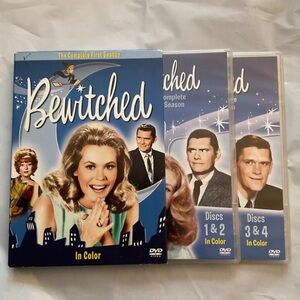 The Complete First Season
Bewitched
In Color
DVD
witched
Complete
Season
Discs
1 & 2
In Color
DVD
Discs
3 & 4
In Color
DVD